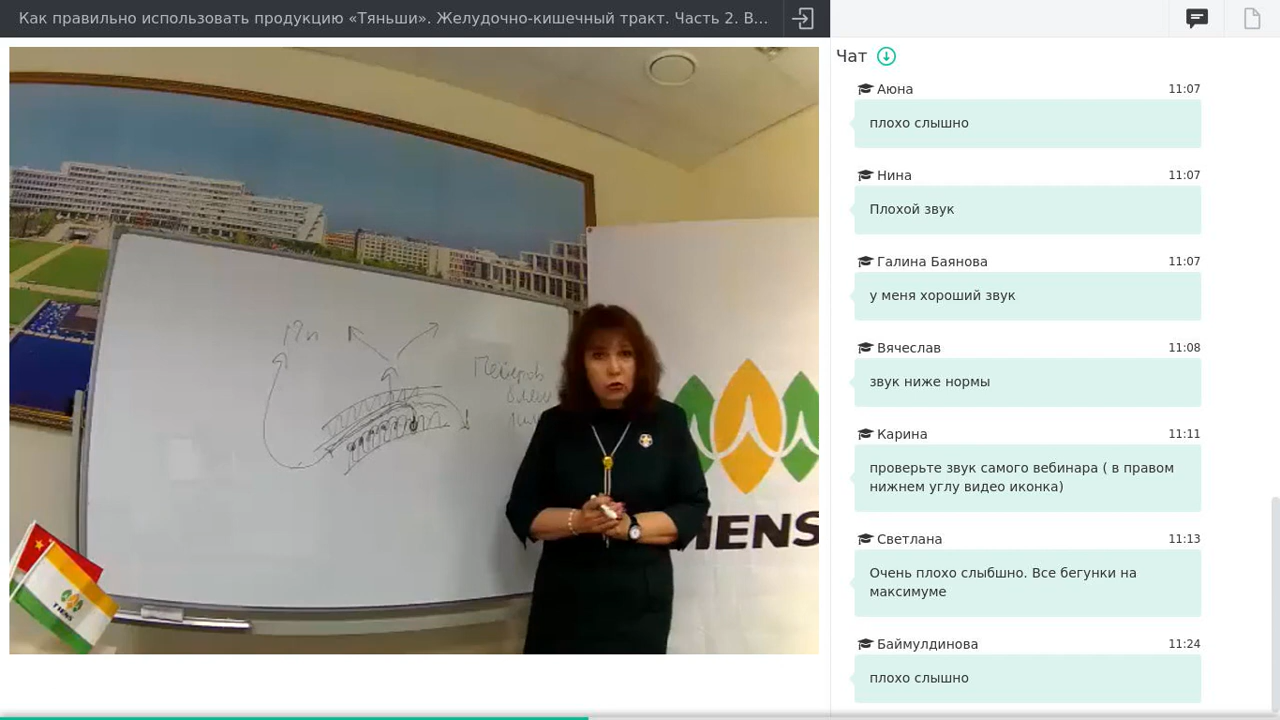 Как правильно использовать продукцию «Тяньши». Желудочно-кишечный тракт. Часть 2. В...
Чат
Аюна 11:07
плохо слышно
Нина 11:07
Плохой звук
Галина Баянова 11:07
у меня хороший звук
Вячеслав 11:08
звук ниже нормы
Карина 11:11
проверьте звук самого вебинара ( в правом
нижнем углу видео иконка)
Светлана 11:13
Очень плохо слыбшно. Все бегунки на
максимуме
Баймулдинова 11:24
плохо слышно
TIENS